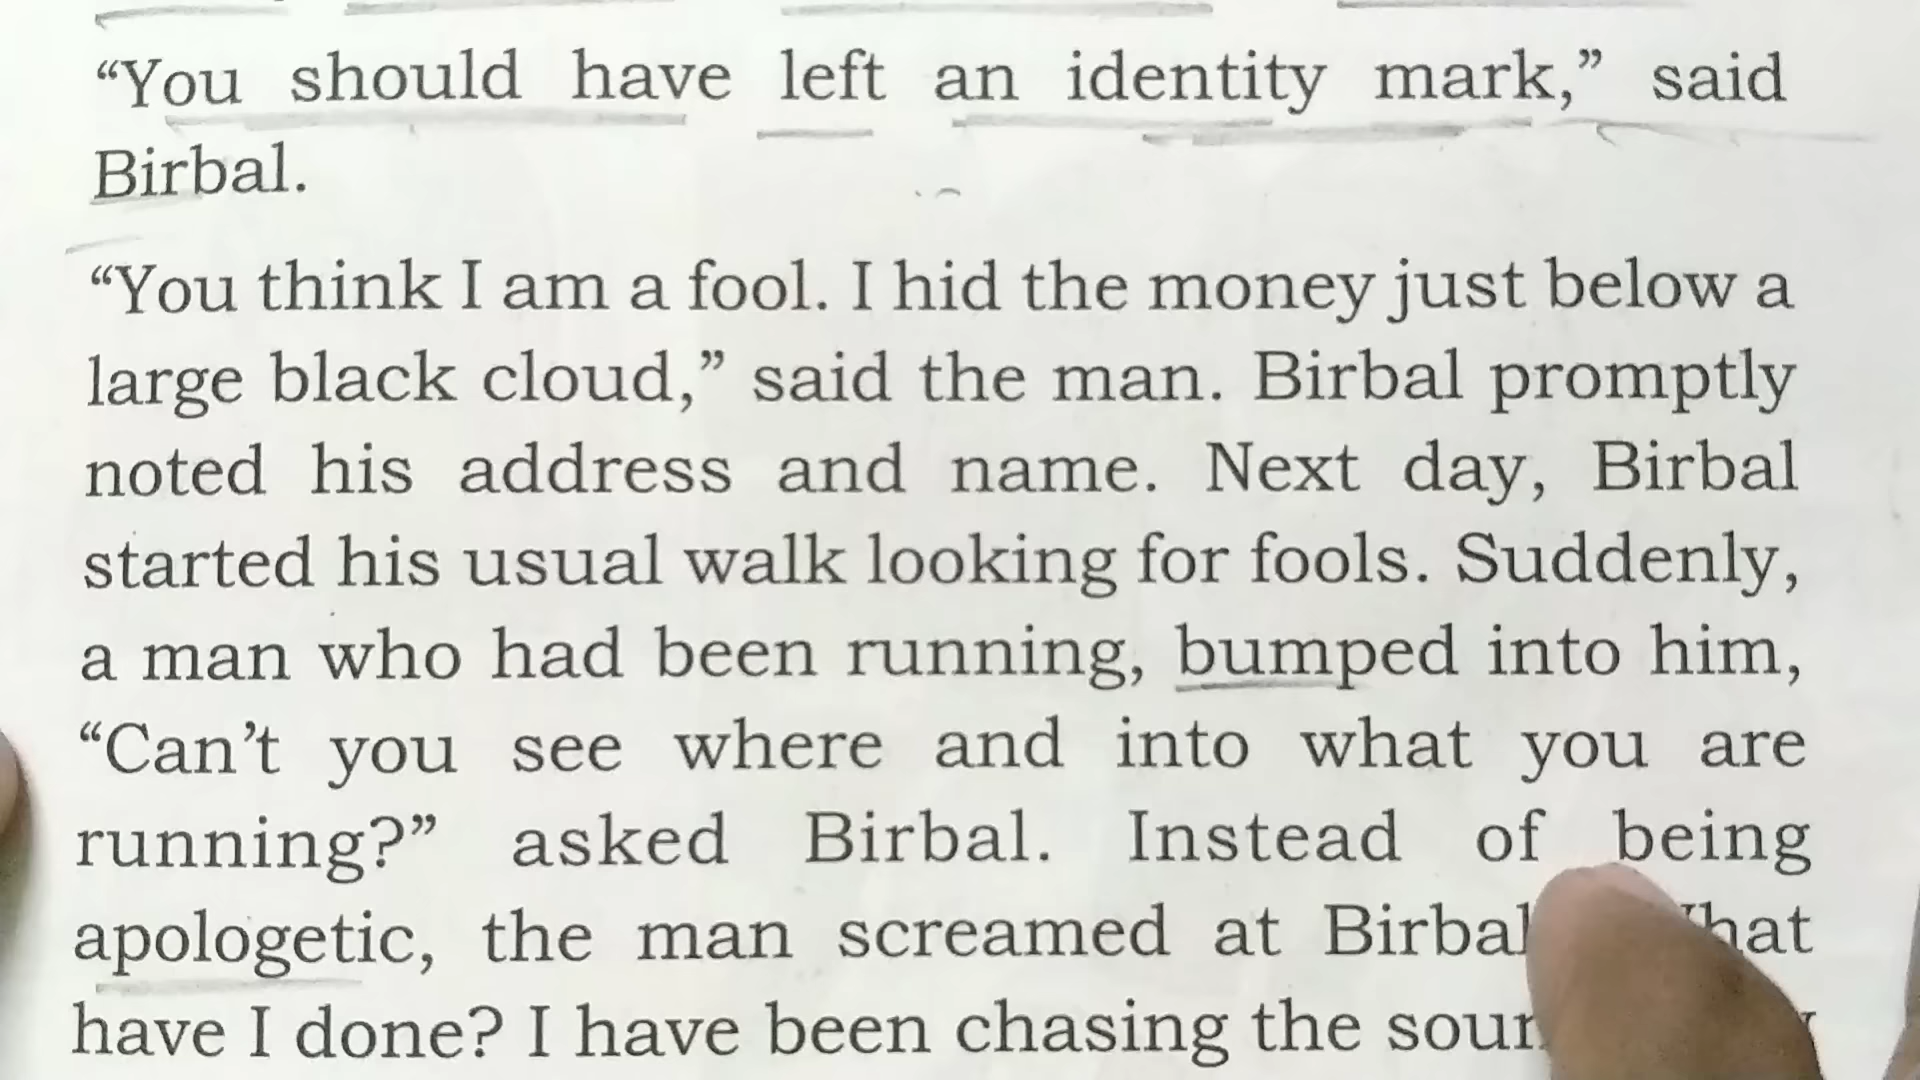 “You should have left an identity mark,” said
Birbal.
“You think I am a fool. I hid the money just below a
large black cloud,” said the man. Birbal promptly
noted his address and name. Next day, Birbal
started his usual walk looking for fools. Suddenly,
a man who had been running, bumped into him,
“Can’t you see where and into what you are
running?” asked Birbal. Instead of being
apologetic, the man screamed at Birbal
have I done? I have been chasing the